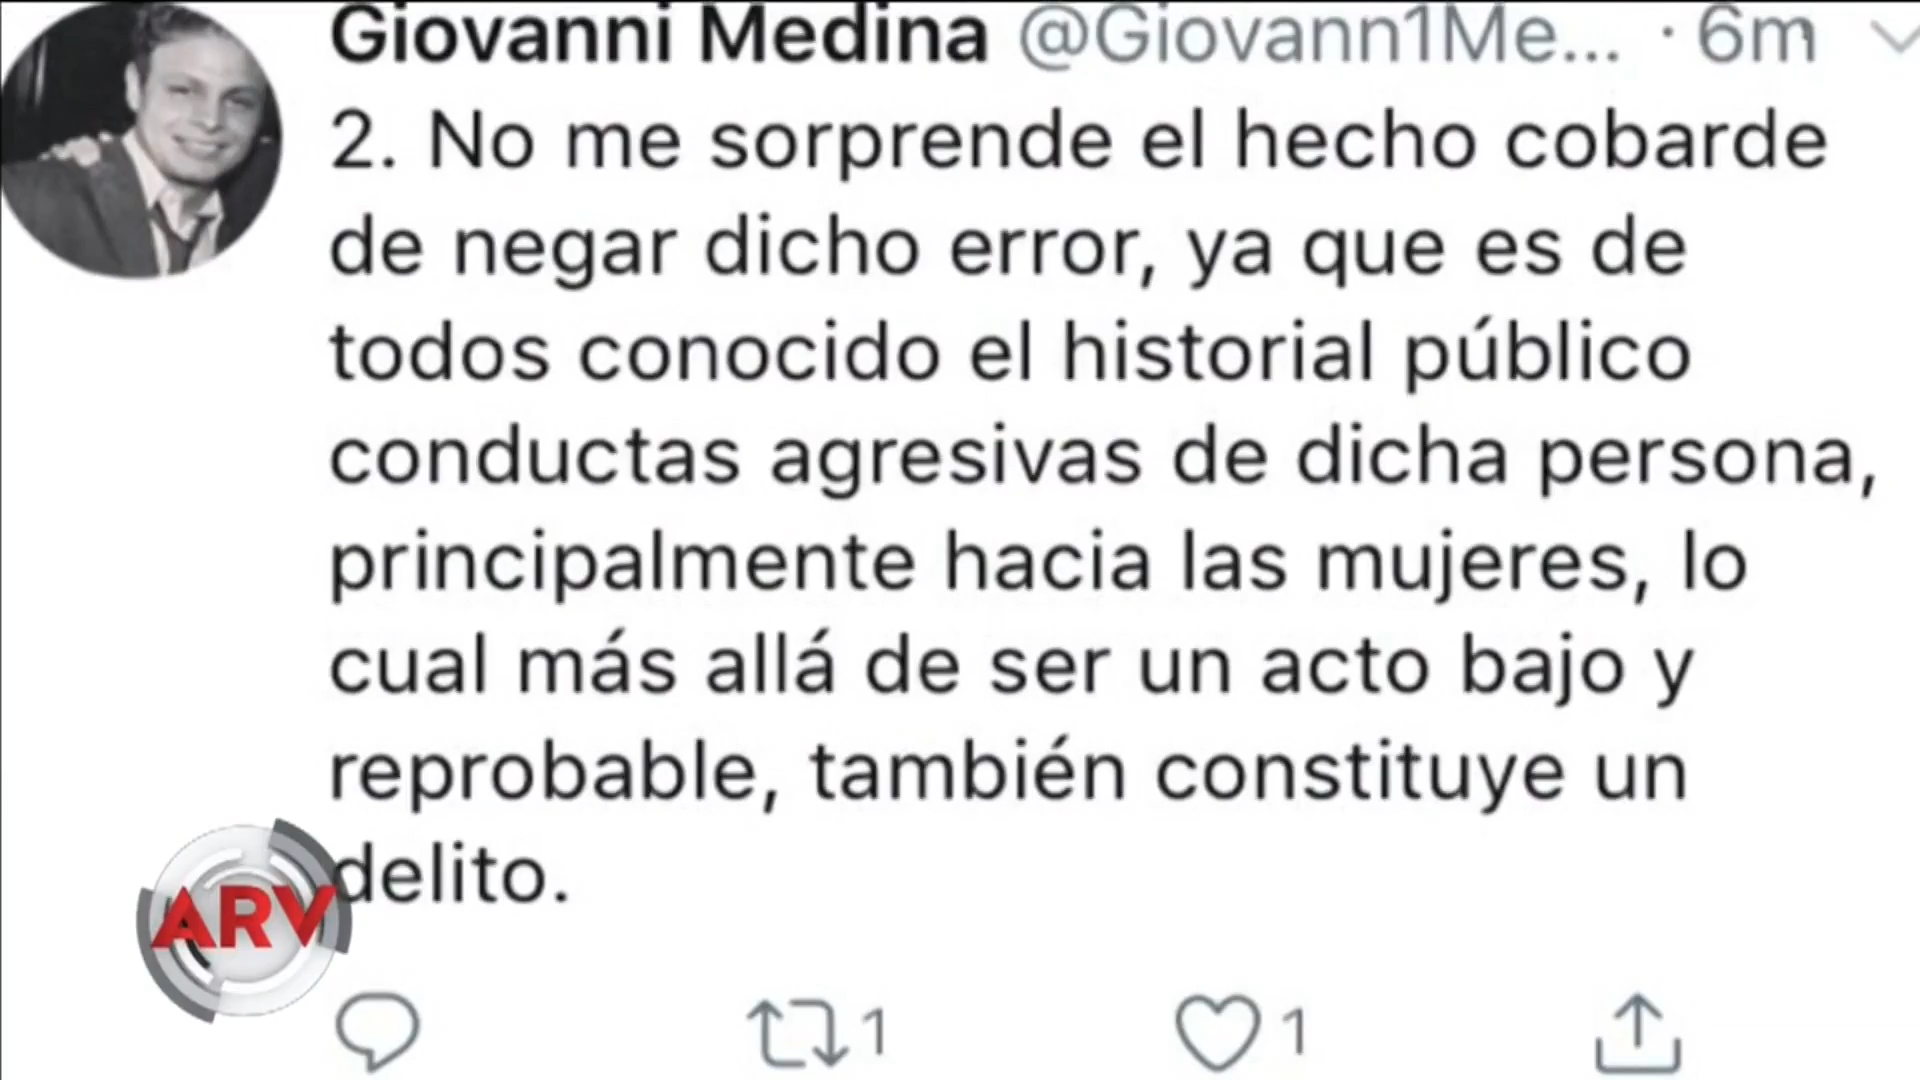 Giovanni Medina @Giovann1Me... · 6m
2. No me sorprende el hecho cobarde
de negar dicho error, ya que es de
todos conocido el historial público
conductas agresivas de dicha persona,
principalmente hacia las mujeres, lo
cual más allá de ser un acto bajo y
reprobable, también constituye un
delito.
ARV
1 1